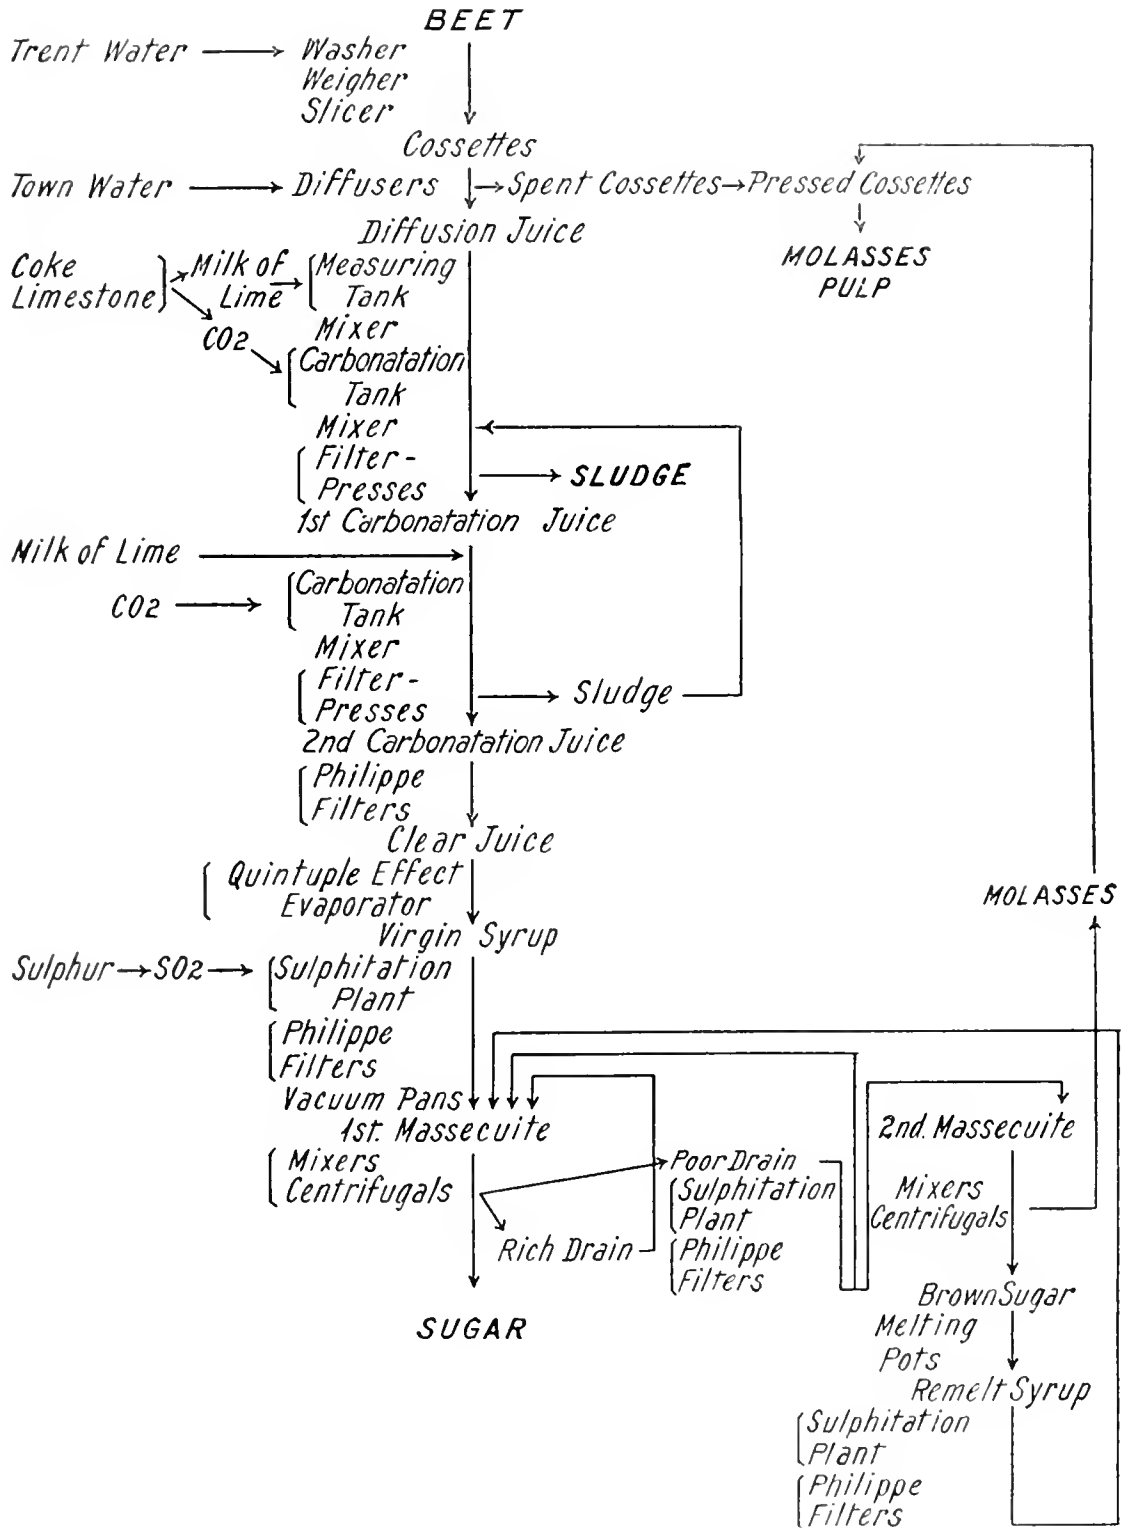 BEET
Trent Water
Washer
Weigher
Slicer
Cossettes
Town Water
Diffusers
Spent Cossettes
Pressed Cossettes
Diffusion Juice
MOLASSES
PULP
Coke
Limestone
Milk of
Lime
Measuring
Tank
CO2
Mixer
Carbonatation
Tank
Mixer
Filter-
Presses
SLUDGE
1st Carbonatation Juice
Milk of Lime
CO2
Carbonatation
Tank
Mixer
Filter-
Presses
Sludge
2nd Carbonatation Juice
Philippe
Filters
Clear Juice
Quintuple Effect
Evaporator
MOLASSES
Virgin Syrup
Sulphur
SO2
Sulphitation
Plant
Philippe
Filters
Vacuum Pans
1st. Massecuite
2nd. Massecuite
Mixers
Centrifugals
Poor Drain
Sulphitation
Plant
Philippe
Filters
Rich Drain
Mixers
Centrifugals
SUGAR
Brown Sugar
Melting
Pots
Remelt Syrup
Sulphitation
Plant
Philippe
Filters